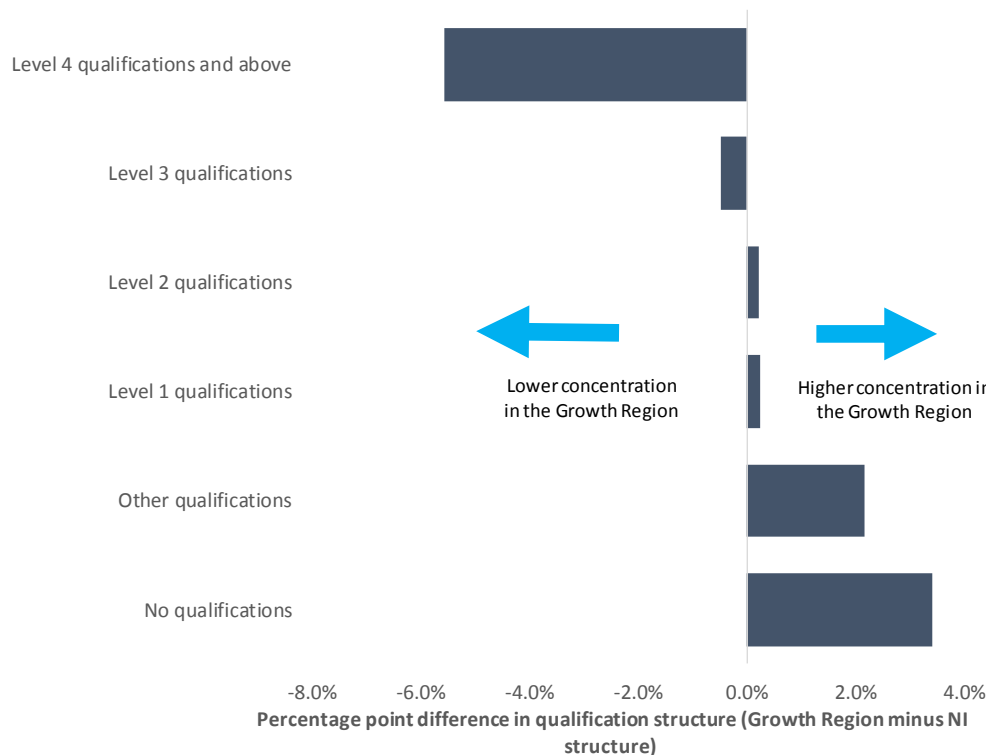 Level 4 qualifications and above
Level 3 qualifications
Level 2 qualifications
Level 1 qualifications
Other qualifications
No qualifications
Lower concentration
in the Growth Region
Higher concentration in
the Growth Region
-8.0% -6.0% -4.0% -2.0% 0.0% 2.0% 4.0%
Percentage point difference in qualification structure (Growth Region minus NI
structure)